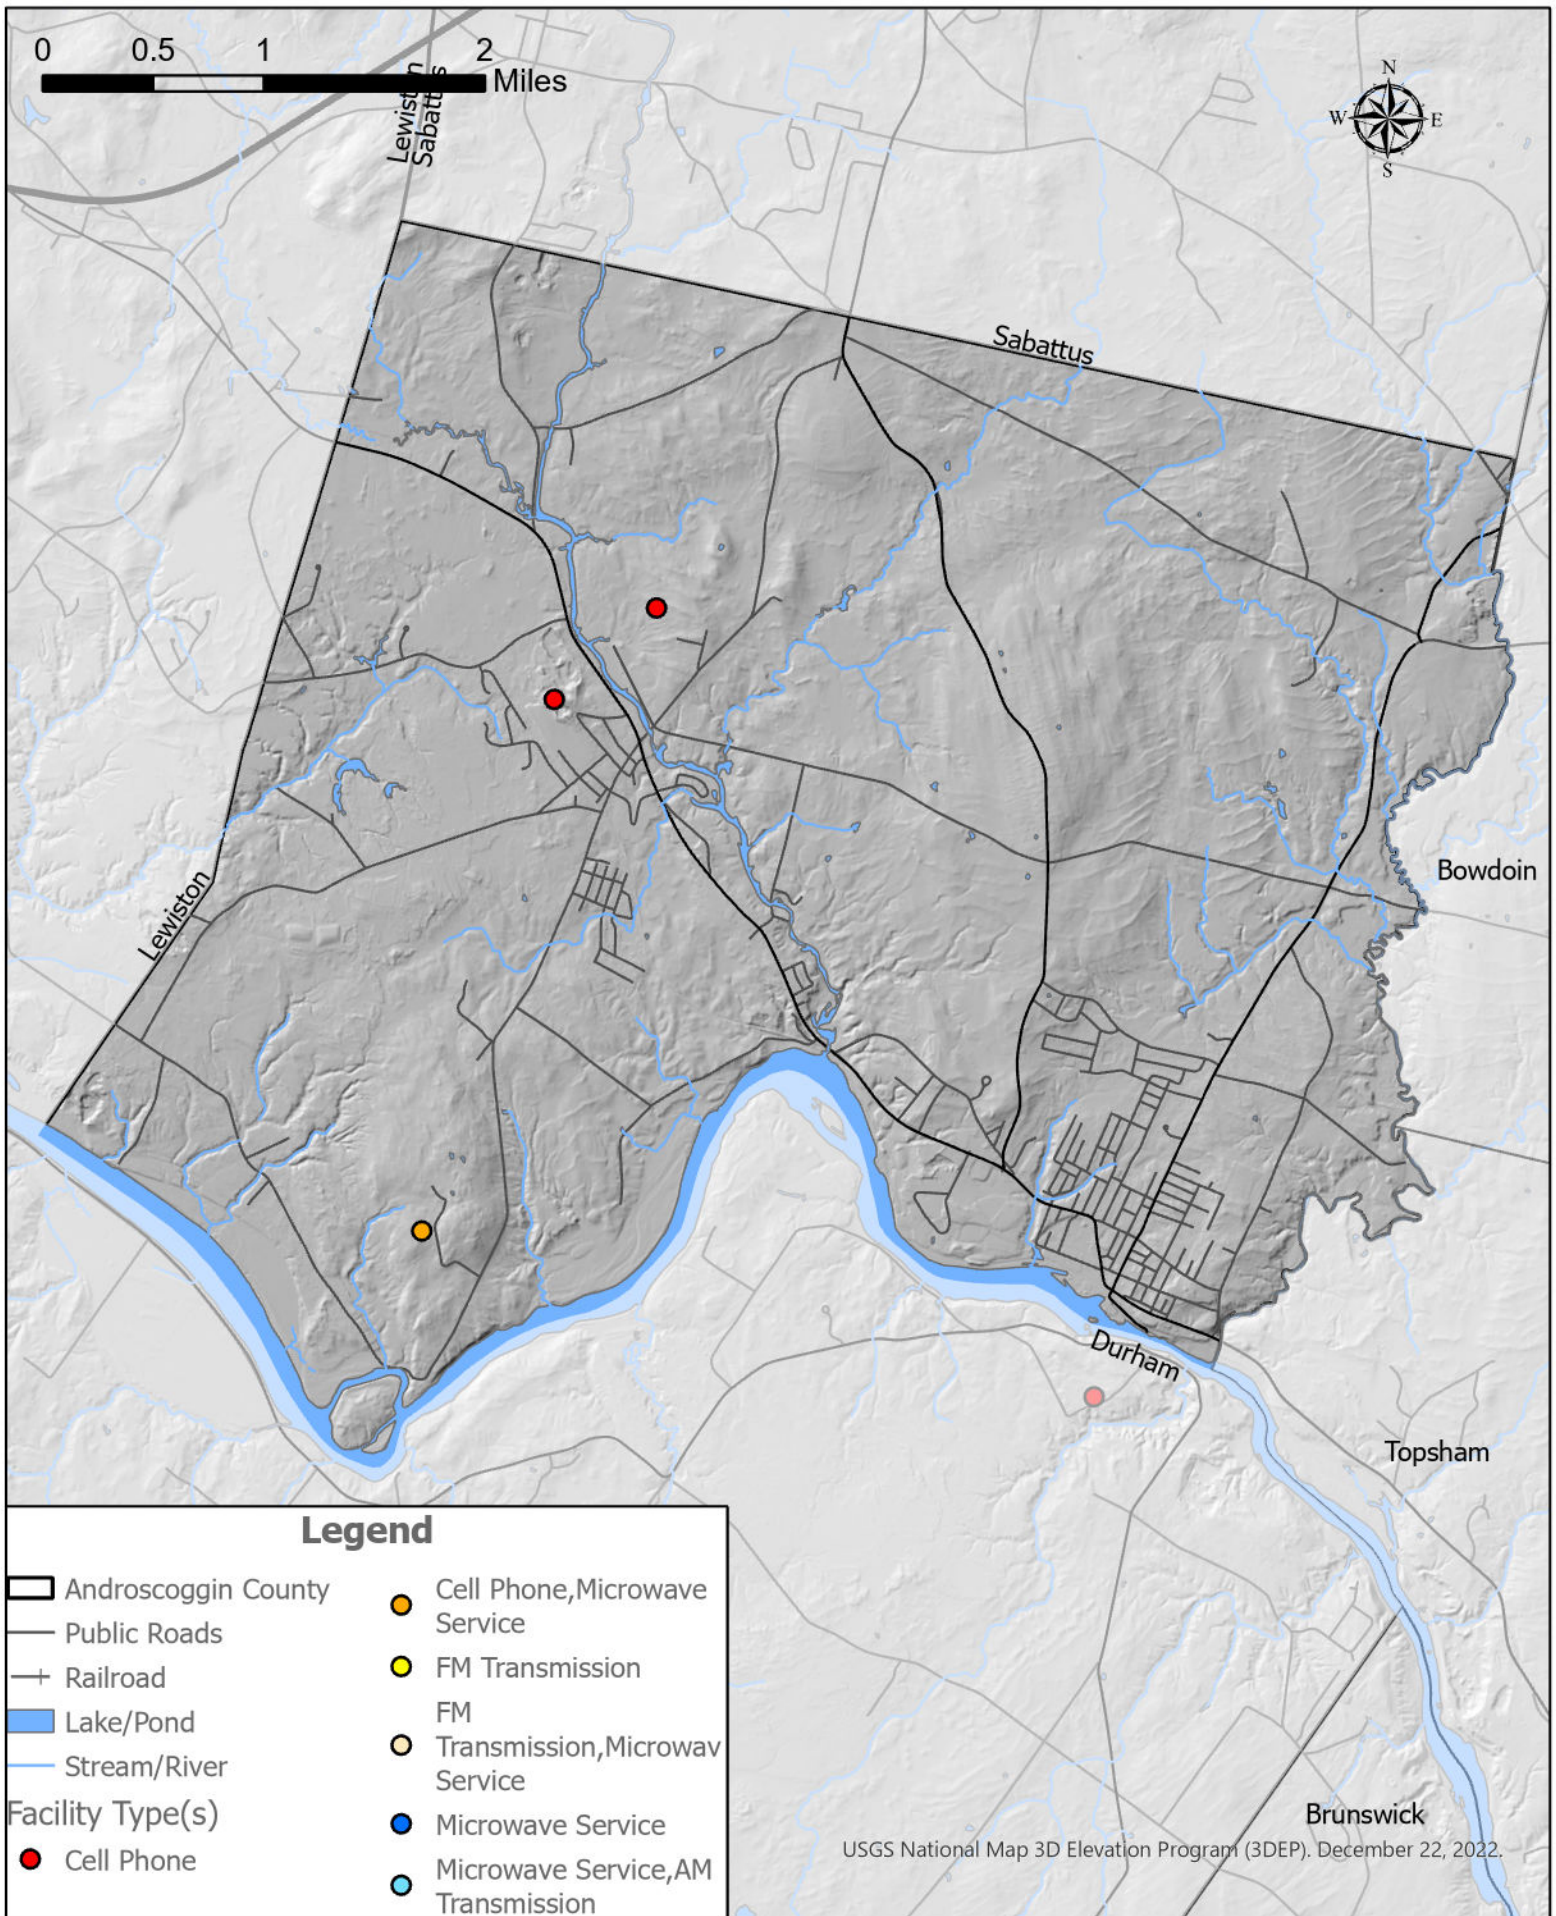 0 0.5 1 2
Miles
Lewiston
Sabattus
N
W E
S
Sabattus
Bowdoin
Lewiston
Durham
Topsham
Brunswick
USGS National Map 3D Elevation Program (3DEP). December 22, 2022.
Legend
Androscoggin County
Public Roads
Railroad
Lake/Pond
Stream/River
Facility Type(s)
Cell Phone
Cell Phone,Microwave
Service
FM Transmission
FM
Transmission,Microwav
Service
Microwave Service
Microwave Service,AM
Transmission